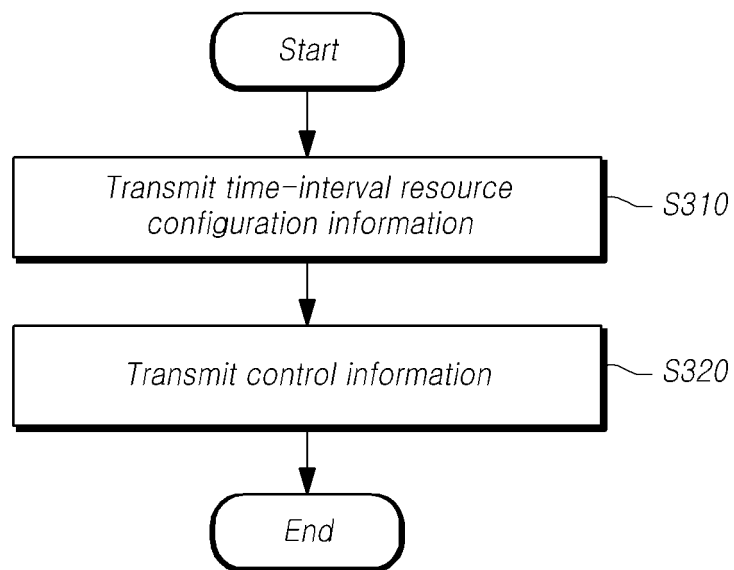 Start
Transmit time-interval resource
configuration information
S310
Transmit control information
S320
End